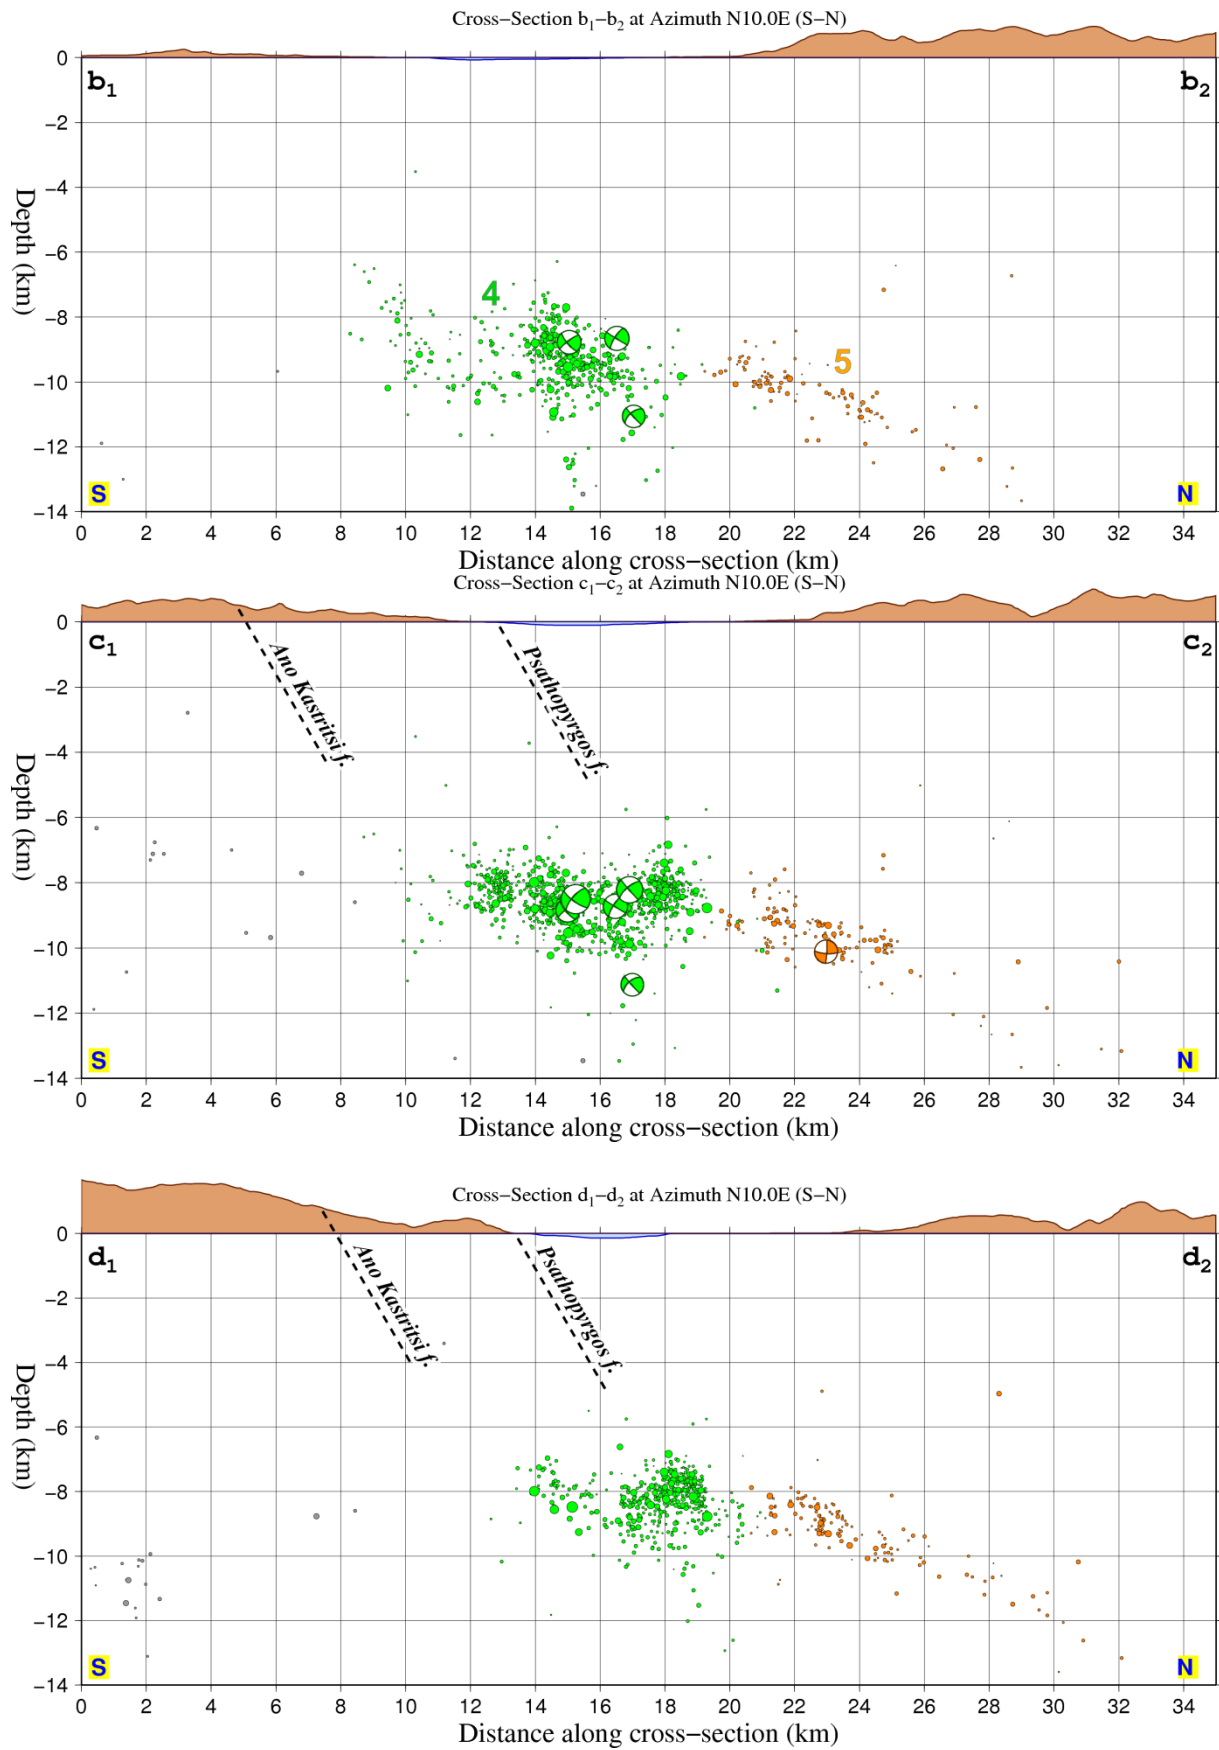 Cross−Section b₁−b₂ at Azimuth N10.0E (S−N)
0
b₁
b₂
−2
−4
−6
−8
−10
−12
−14
Depth (km)
4
5
S
N
0 2 4 6 8 10 12 14 16 18 20 22 24 26 28 30 32 34
Distance along cross−section (km)
Cross−Section c₁−c₂ at Azimuth N10.0E (S−N)
0
c₁
c₂
−2
−4
−6
−8
−10
−12
−14
Depth (km)
Ano Kastritsi f.
Psathopyrgos f.
S
N
0 2 4 6 8 10 12 14 16 18 20 22 24 26 28 30 32 34
Distance along cross−section (km)
Cross−Section d₁−d₂ at Azimuth N10.0E (S−N)
0
d₁
d₂
−2
−4
−6
−8
−10
−12
−14
Depth (km)
Ano Kastritsi f.
Psathopyrgos f.
S
N
0 2 4 6 8 10 12 14 16 18 20 22 24 26 28 30 32 34
Distance along cross−section (km)